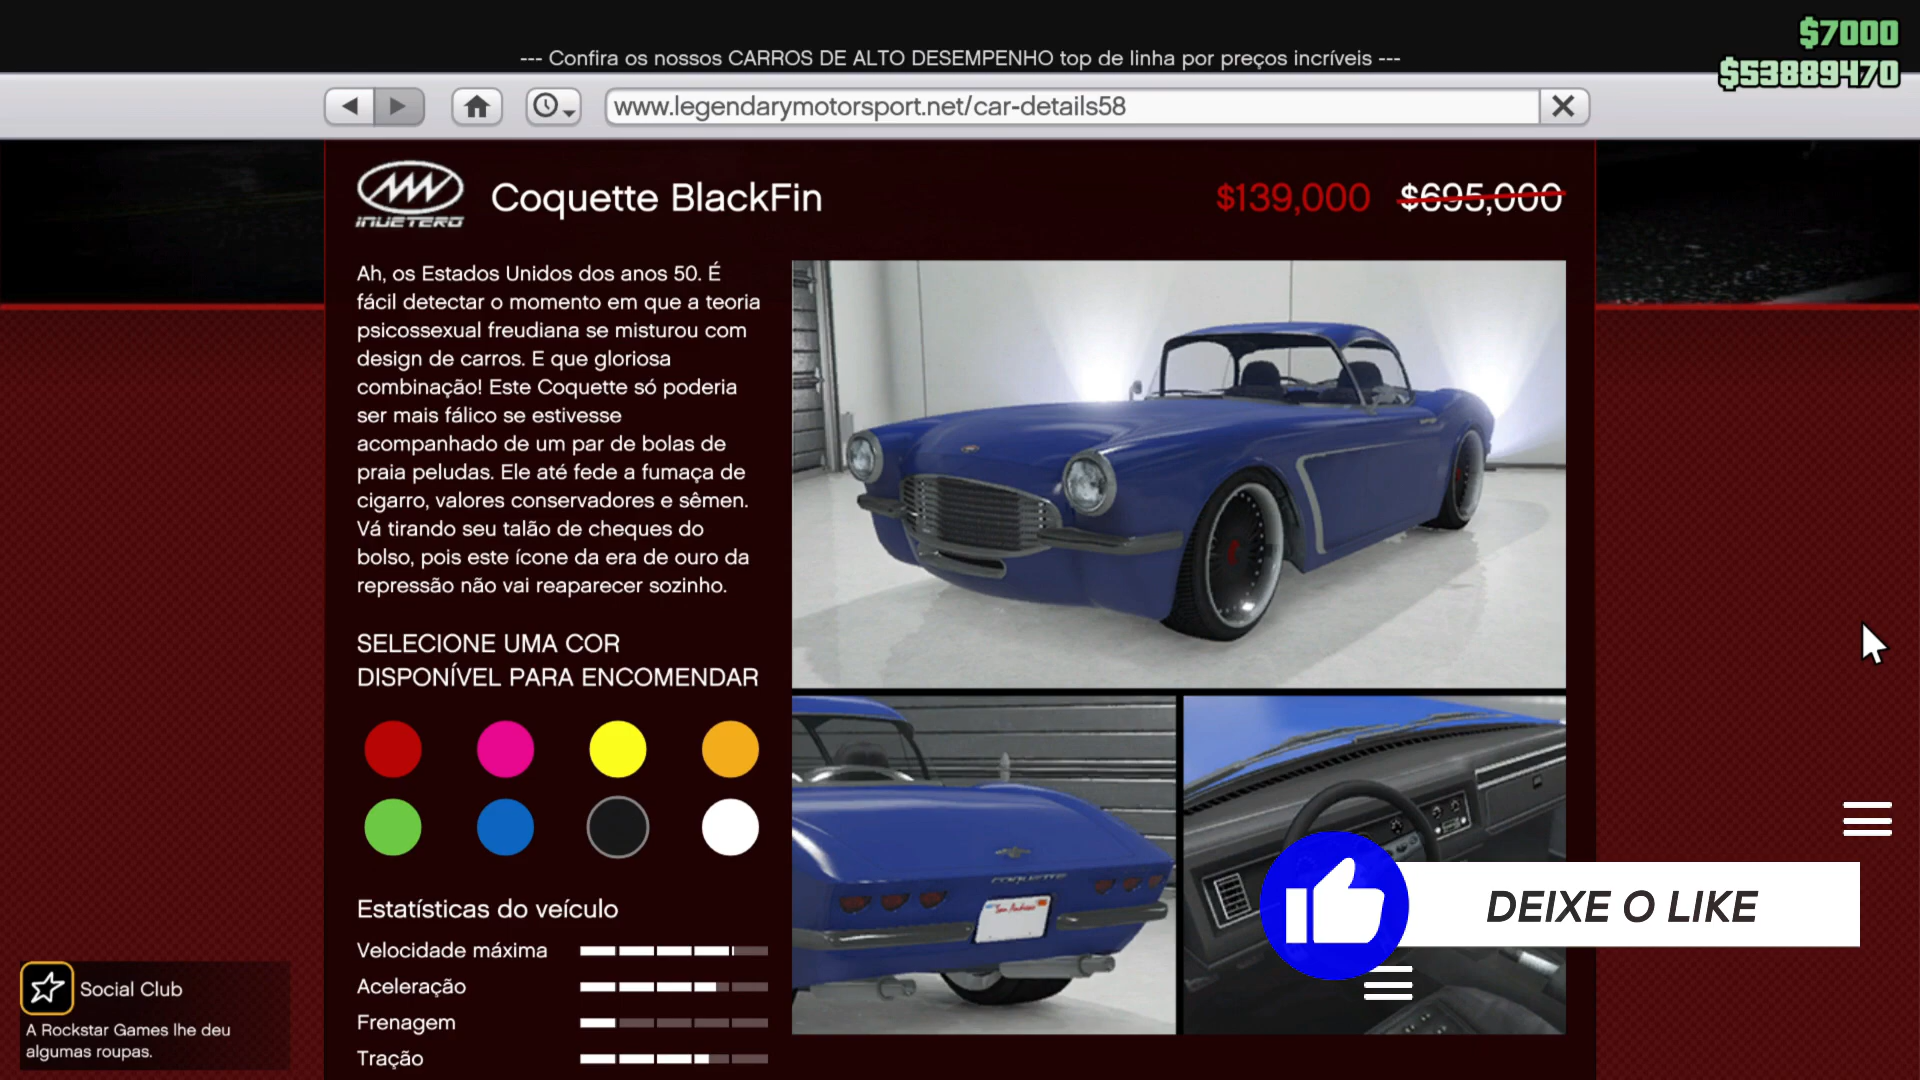 $7000
--- Confira os nossos CARROS DE ALTO DESEMPENHO top de linha por preços incríveis ---
$53889470
www.legendarymotorsport.net/car-details58
INVETERO
Coquette BlackFin
$139,000 $695,000
Ah, os Estados Unidos dos anos 50. É
fácil detectar o momento em que a teoria
psicossexual freudiana se misturou com
design de carros. E que gloriosa
combinação! Este Coquette só poderia
ser mais fálico se estivesse
acompanhado de um par de bolas de
praia peludas. Ele até fede a fumaça de
cigarro, valores conservadores e sêmen.
Vá tirando seu talão de cheques do
bolso, pois este ícone da era de ouro da
repressão não vai reaparecer sozinho.
SELECIONE UMA COR
DISPONÍVEL PARA ENCOMENDAR
Estatísticas do veículo
Velocidade máxima
Aceleração
Frenagem
Tração
COQUETTE
San Andreas
DEIXE O LIKE
Social Club
A Rockstar Games lhe deu
algumas roupas.